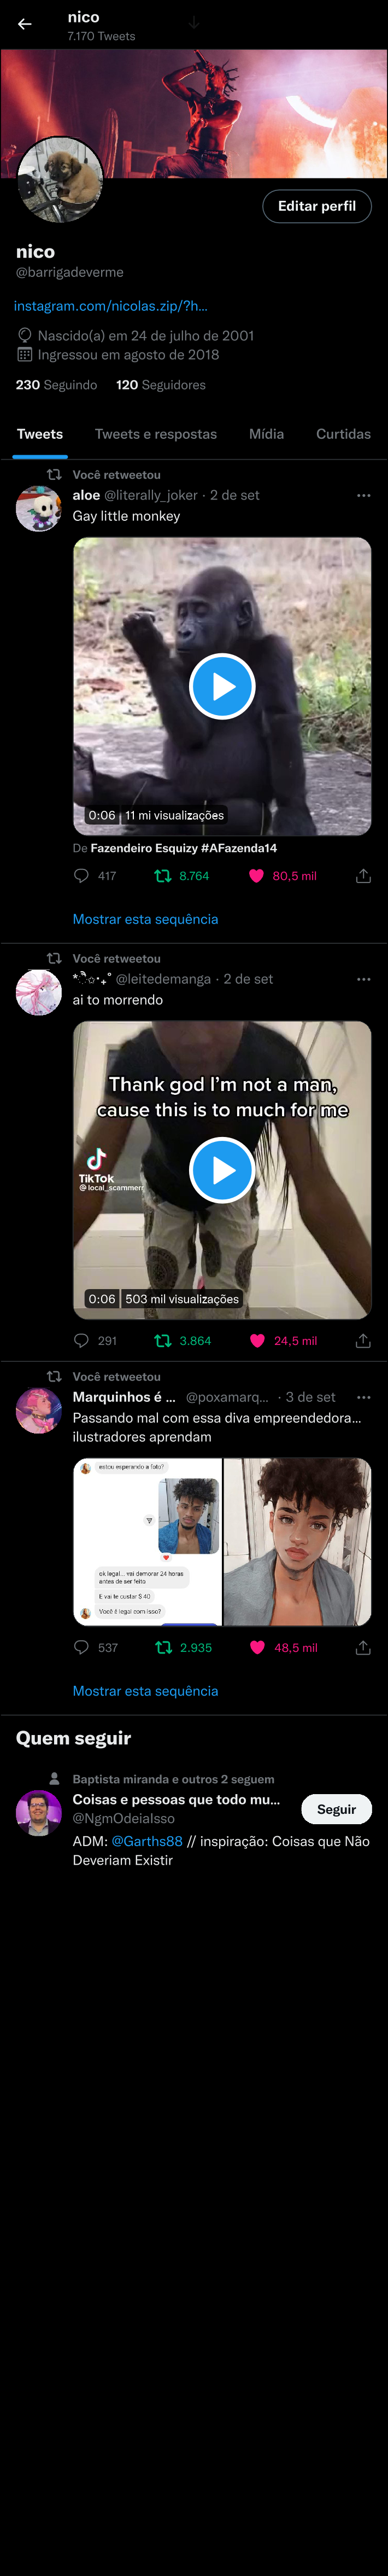 nico
7.170 Tweets
Editar perfil
nico
@barrigadeverme
instagram.com/nicolas.zip/?h...
Nascido(a) em 24 de julho de 2001
Ingressou em agosto de 2018
230 Seguindo 120 Seguidores
Tweets Tweets e respostas Mídia Curtidas
Você retweetou
aloe @literally_joker · 2 de set
Gay little monkey
0:06 11 mi visualizações
De Fazendeiro Esquizy #AFazenda14
417 8.764 80,5 mil
Mostrar esta sequência
Você retweetou
@leitedemanga · 2 de set
ai to morrendo
Thank god I'm not a man,
cause this is to much for me
TikTok
@local_scammerr
0:06 503 mil visualizações
291 3.864 24,5 mil
Você retweetou
Marquinhos é ... @poxamarq... · 3 de set
Passando mal com essa diva empreendedora...
ilustradores aprendam
estou esperando a foto?
ok legal... vai demorar 24 horas
antes de ser feito
E vai te custar $ 40
Você é legal com isso?
537 2.935 48,5 mil
Mostrar esta sequência
Quem seguir
Baptista miranda e outros 2 seguem
Coisas e pessoas que todo mu...
@NgmOdeiaIsso
Seguir
ADM: @Garths88 // inspiração: Coisas que Não
Deveriam Existir